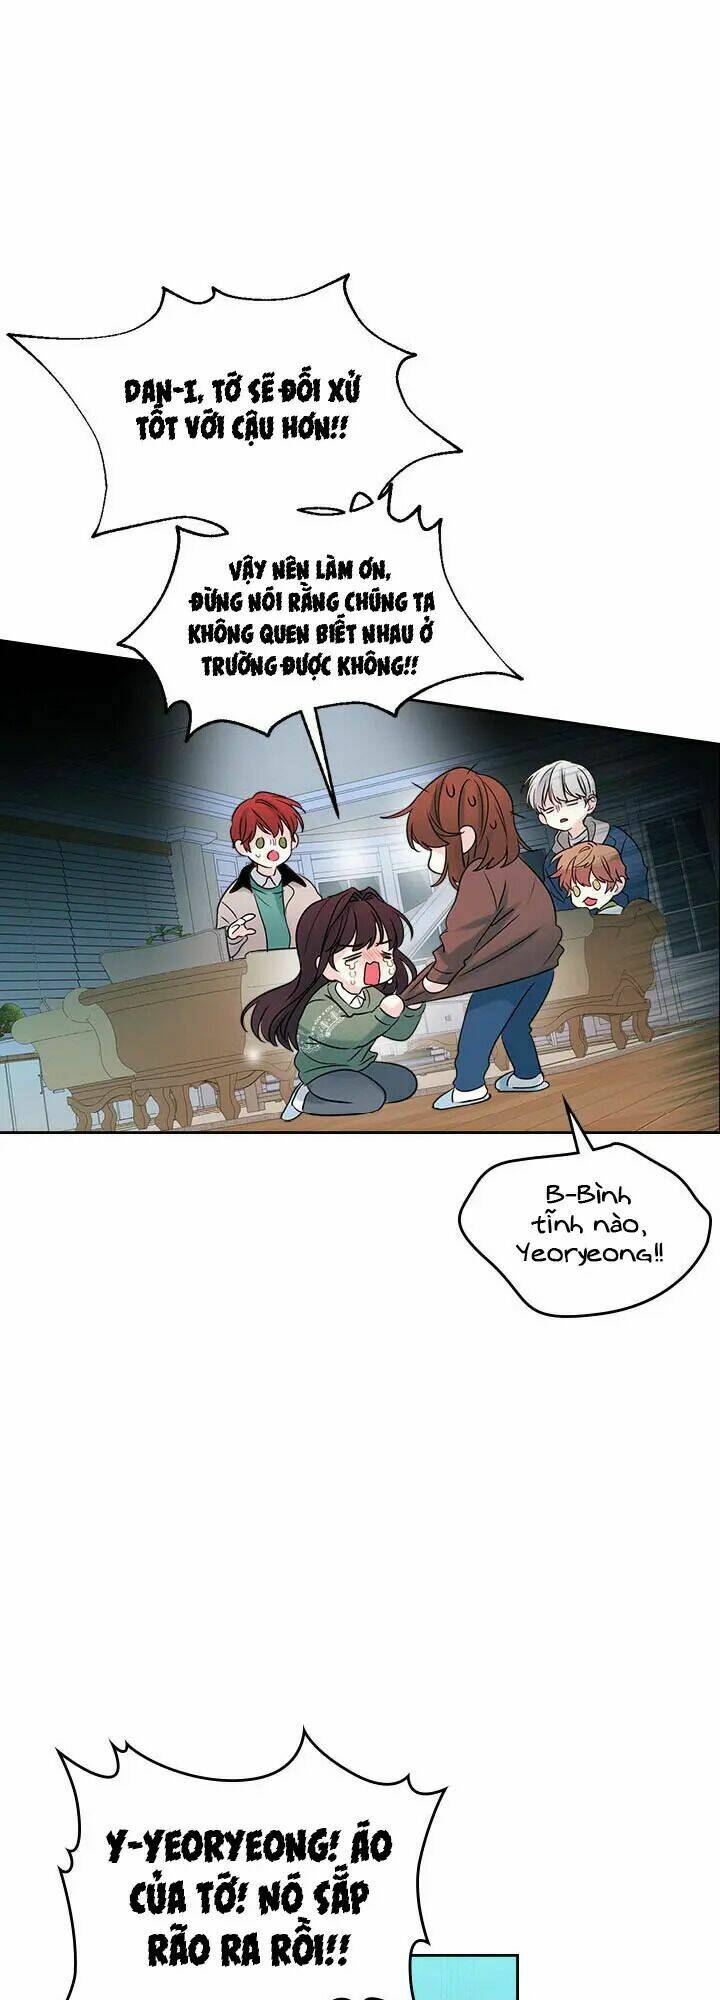 DAN-I, TỚ SẼ ĐỐI XỬ
TỐT VỚI CẬU HƠN!!
VẬY NÊN LÀM ƠN,
ĐỪNG NÓI RẰNG CHÚNG TA
KHÔNG QUEN BIẾT NHAU Ở
TRƯỜNG ĐƯỢC KHÔNG!!
B-Bình
tĩnh nào,
Yeoryeong!!
Y-YEORYEONG! ÁO
CỦA TỚ! NÓ SẮP
RÃO RA RỒI!!